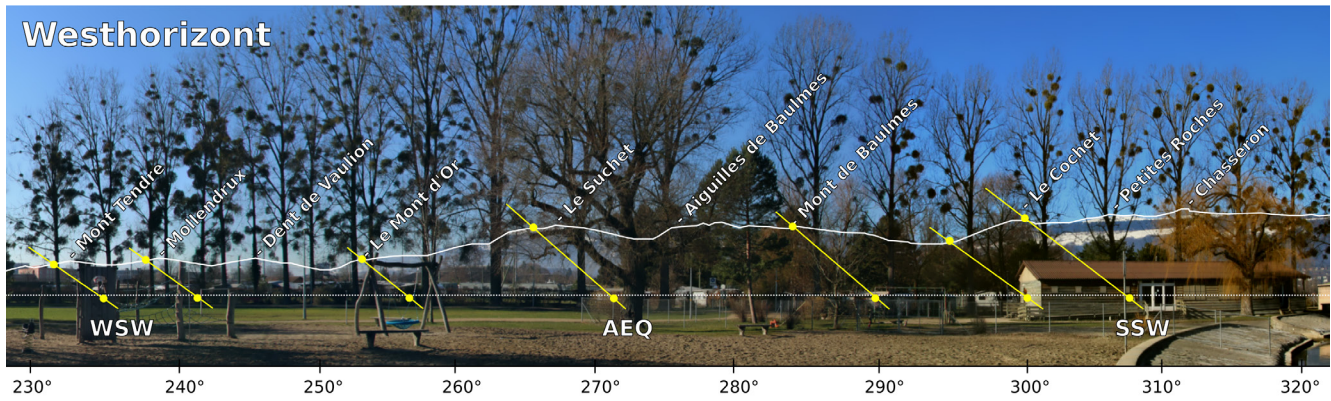 Westhorizont
- Mont Tendre
- Mollendrux
- Dent de Vaulion
- Le Mont d'Or
- Le Suchet
- Aiguilles de Baulmes
- Mont de Baulmes
- Le Cochet
- Petites Roches
- Chasseron
WSW
AEQ
SSW
230° 240° 250° 260° 270° 280° 290° 300° 310° 320°